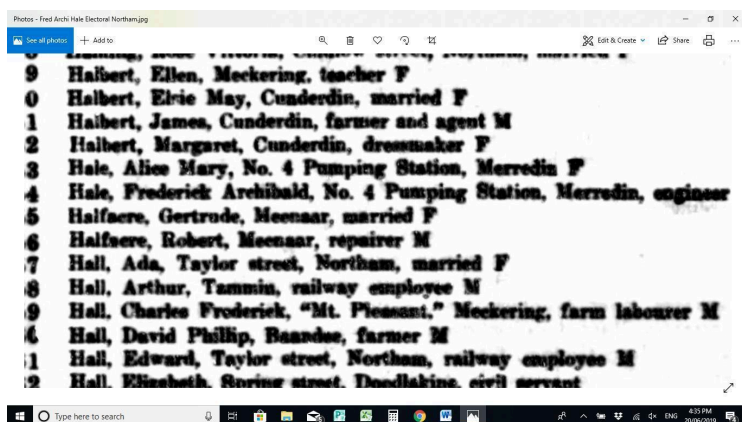 Photos - Fred Archi Hale Electoral Northam.jpg
See all photos + Add to Edit & Create Share
9 Halbert, Ellen, Meckering, teacher F
0 Halbert, Elsie May, Cunderdin, married F
1 Halbert, James, Cunderdin, farmer and agent M
2 Halbert, Margaret, Cunderdin, dressmaker F
3 Hale, Alice Mary, No. 4 Pumping Station, Merredin F
4 Hale, Frederick Archibald, No. 4 Pumping Station, Merredin, engineer
5 Halfacre, Gertrude, Meenaar, married F
6 Halfacre, Robert, Meenaar, repairer M
7 Hall, Ada, Taylor street, Northam, married F
8 Hall, Arthur, Tammin, railway employee M
9 Hall, Charles Frederick, "Mt. Pleasant," Meckering, farm labourer M
Hall, David Phillip, Baandee, farmer M
1 Hall, Edward, Taylor street, Northam, railway employee M
2 Hall, Elizabeth, Spring street, Doodlakine, civil servant
Type here to search ENG 4:35 PM
20/06/2019